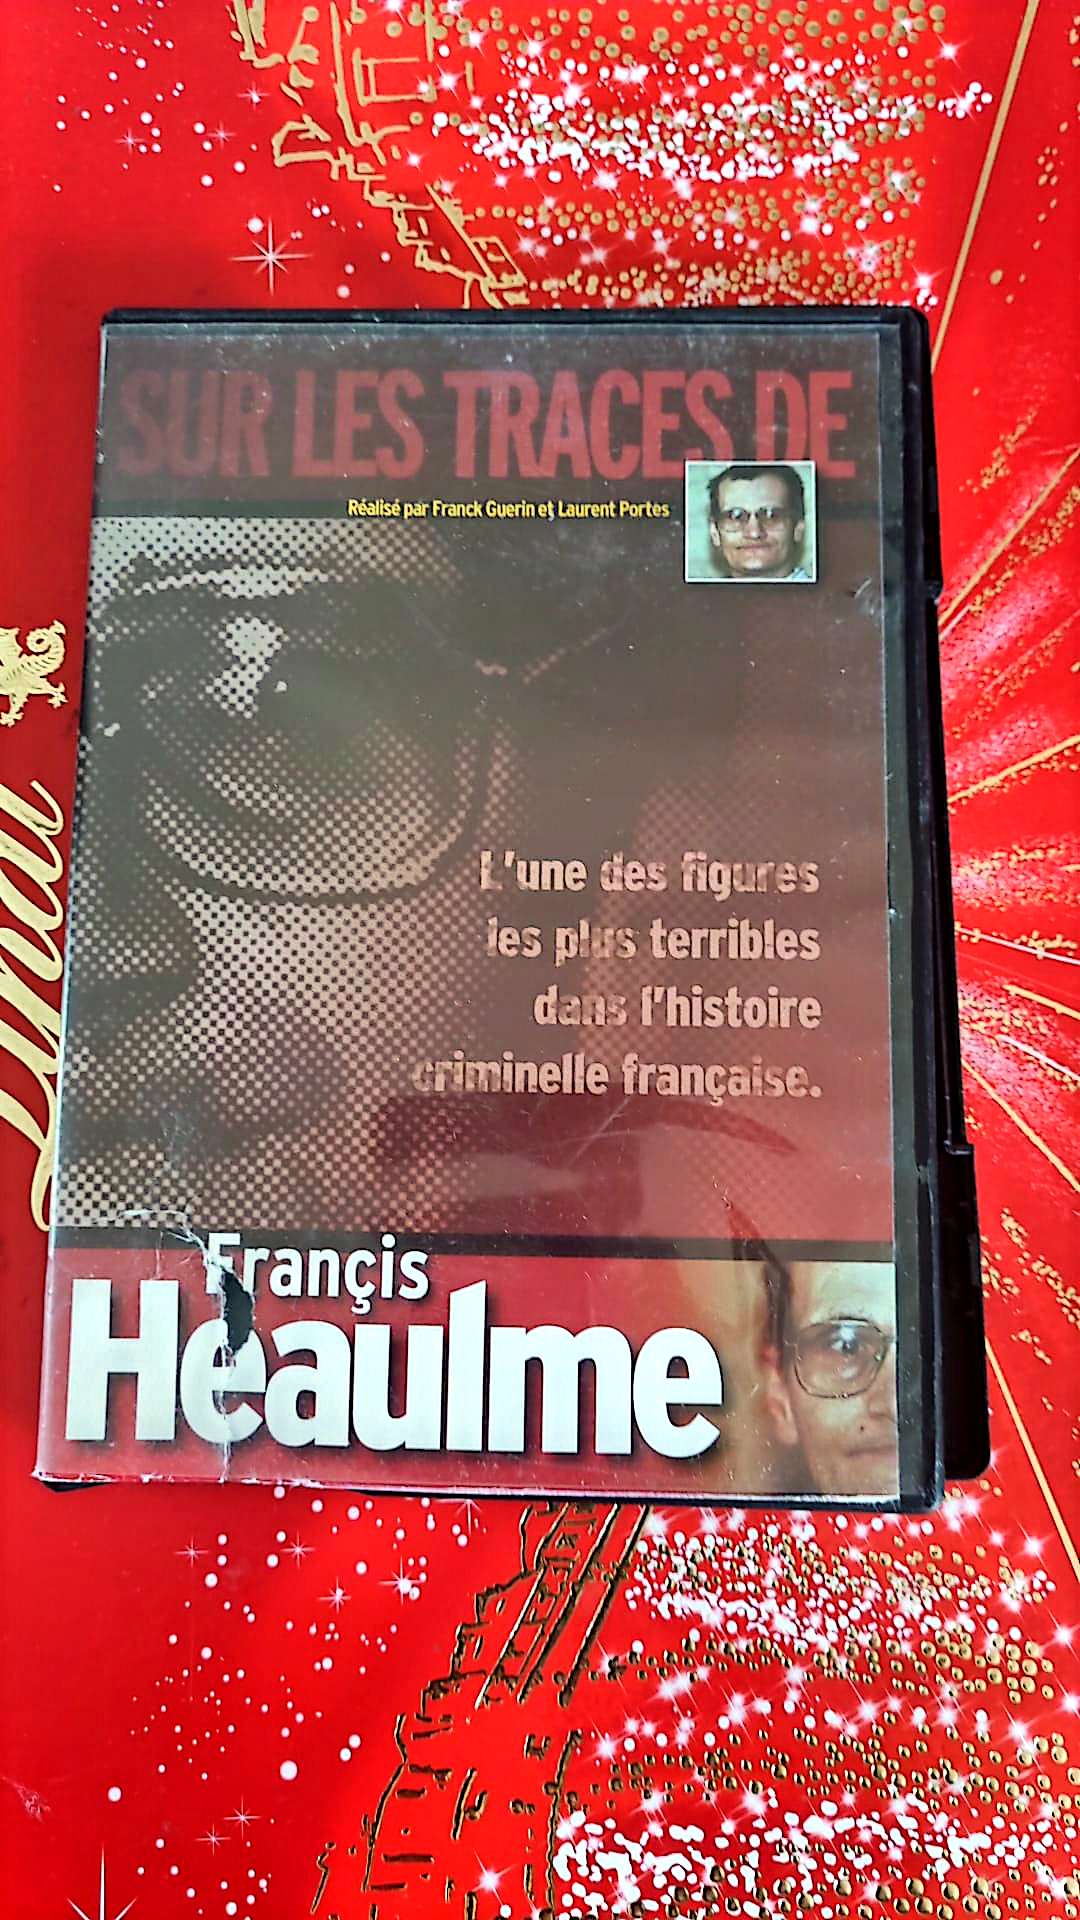 SUR LES TRACES DE
Réalisé par Franck Guerin et Laurent Portes
L'une des figures
les plus terribles
dans l'histoire
criminelle française.
Françis
Heaulme
Lindt